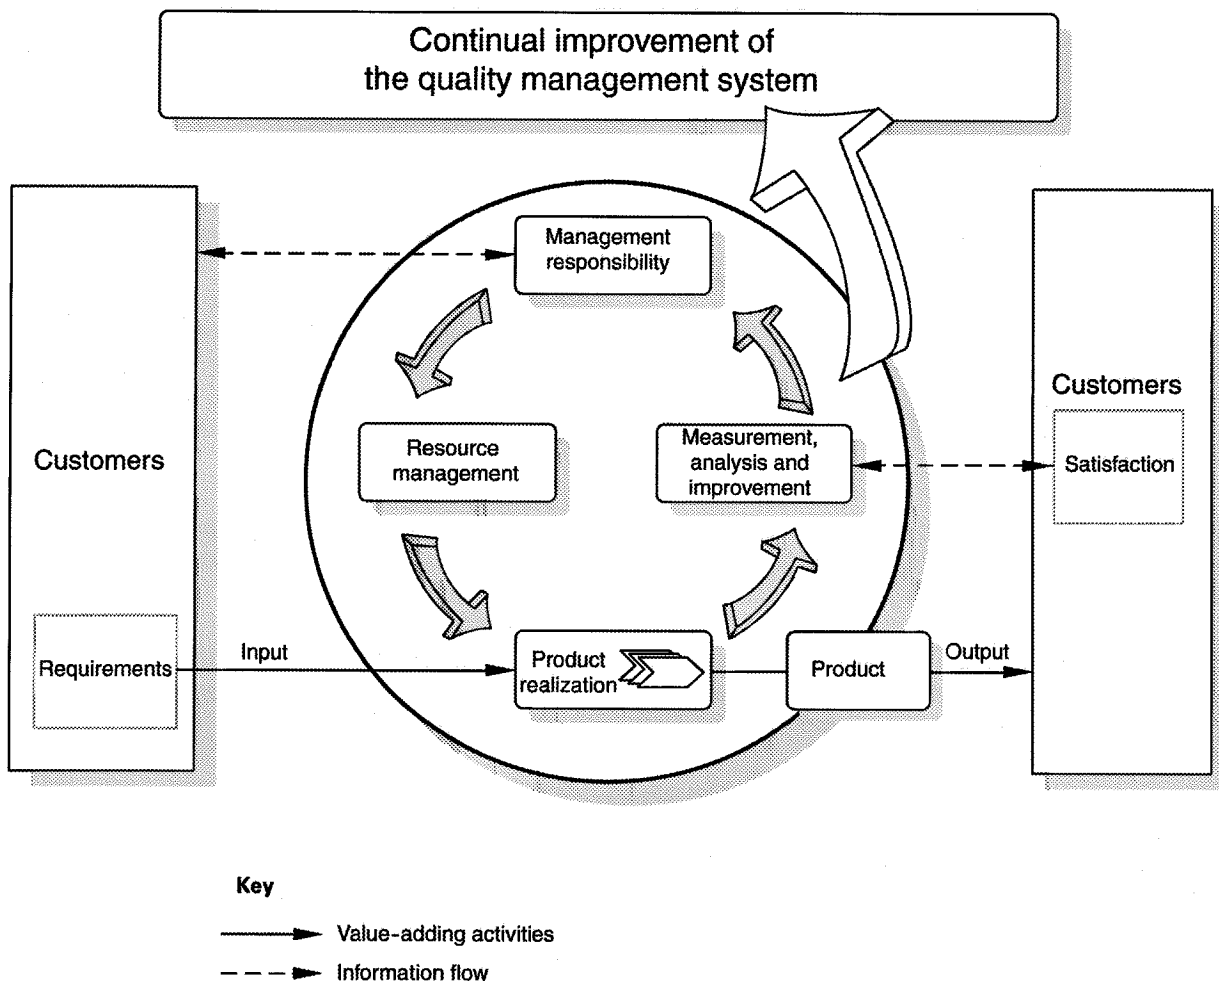 Continual improvement of
the quality management system
Management
responsibility
Customers
Resource
management
Measurement,
analysis and
improvement
Customers
Satisfaction
Requirements
Input
Product
realization
Product
Output
Key
Value-adding activities
Information flow